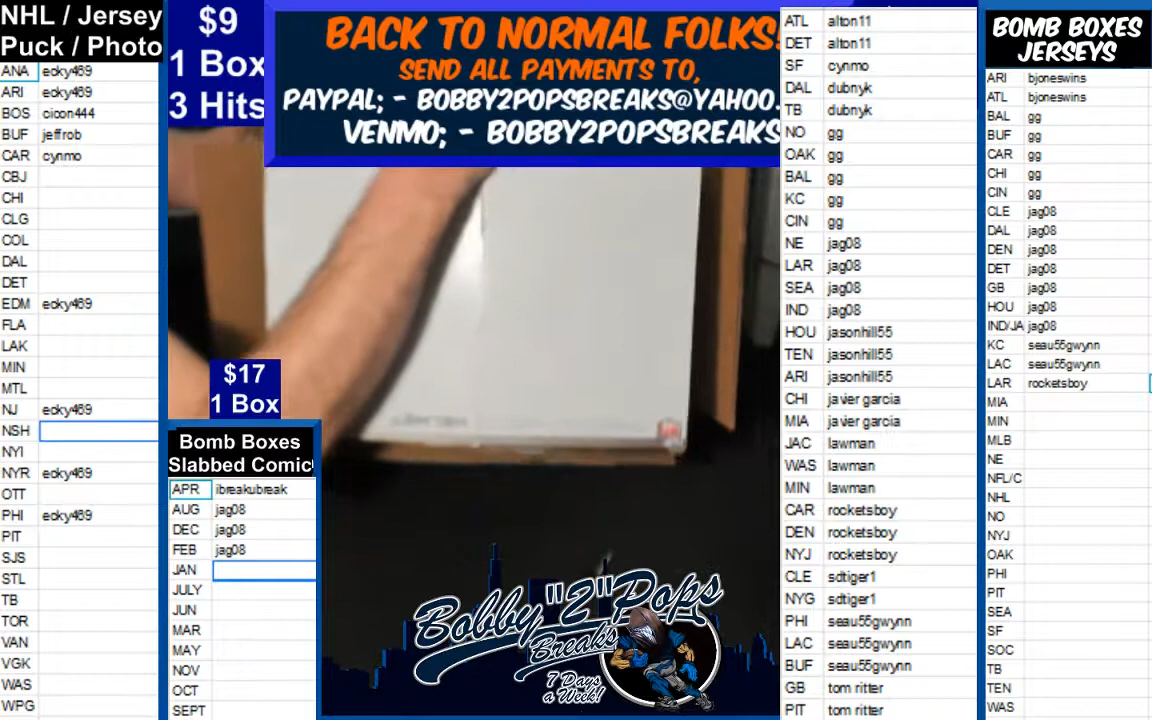 NHL / Jersey
Puck / Photo
ANA eoky469
ARI eoky469
BOS cicon444
BUF jeffrob
CAR cynmo
CBJ
CHI
CLG
COL
DAL
DET
EDM eoky469
FLA
LAK
MIN
MTL
NJ eoky469
NSH
NYI
NYR eoky469
OTT
PHI eoky469
PIT
SJS
STL
TB
TOR
VAN
VGK
WAS
WPG
$9
1 Box
3 Hits
BACK TO NORMAL FOLKS!
SEND ALL PAYMENTS TO,
PAYPAL; - BOBBY2POPSBREAKS@YAHOO.
VENMO; - BOBBY2POPSBREAKS
$17
1 Box
Bomb Boxes
Slabbed Comic
APR ibreakubreak
AUG jag08
DEC jag08
FEB jag08
JAN
JULY
JUN
MAR
MAY
NOV
OCT
SEPT
Bobby "2" Pops
Breaks
7 Days
a Week!
ATL alton11
DET alton11
SF cynmo
DAL dubnyk
TB dubnyk
NO gg
OAK gg
BAL gg
KC gg
CIN gg
NE jag08
LAR jag08
SEA jag08
IND jag08
HOU jasonhill55
TEN jasonhill55
ARI jasonhill55
CHI javier garcia
MIA javier garcia
JAC lawman
WAS lawman
MIN lawman
CAR rocketsboy
DEN rocketsboy
NYJ rocketsboy
CLE sdtiger1
NYG sdtiger1
PHI seau55gwynn
LAC seau55gwynn
BUF seau55gwynn
GB tom ritter
PIT tom ritter
BOMB BOXES
JERSEYS
ARI bjoneswins
ATL bjoneswins
BAL gg
BUF gg
CAR gg
CHI gg
CIN gg
CLE jag08
DAL jag08
DEN jag08
DET jag08
GB jag08
HOU jag08
IND/JA jag08
KC seau55gwynn
LAC seau55gwynn
LAR rocketsboy
MIA
MIN
MLB
NE
NFL/C
NHL
NO
NYJ
OAK
PHI
PIT
SEA
SF
SOC
TB
TEN
WAS